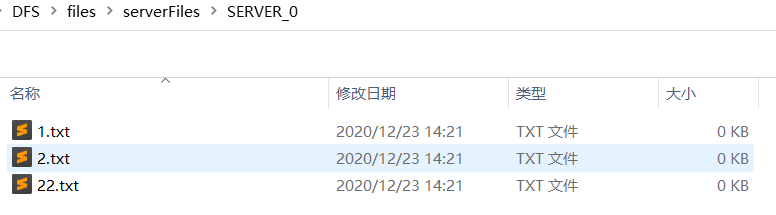 DFS > files > serverFiles > SERVER_0
名称 修改日期 类型 大小
1.txt 2020/12/23 14:21 TXT 文件 0 KB
2.txt 2020/12/23 14:21 TXT 文件 0 KB
22.txt 2020/12/23 14:21 TXT 文件 0 KB